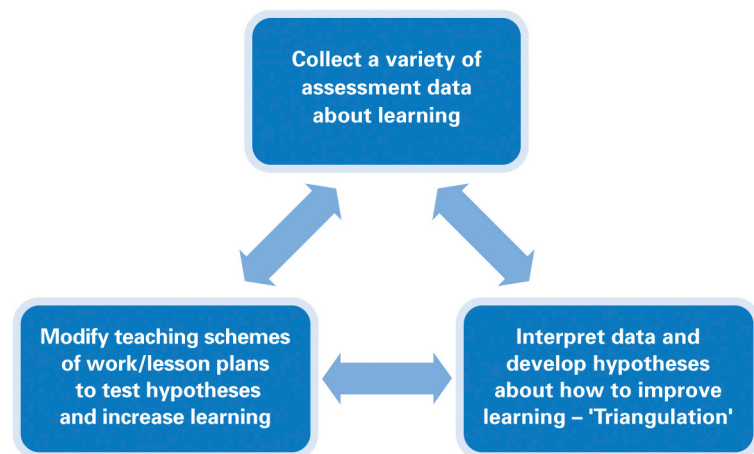 Collect a variety of
assessment data
about learning
Modify teaching schemes
of work/lesson plans
to test hypotheses
and increase learning
Interpret data and
develop hypotheses
about how to improve
learning – 'Triangulation'